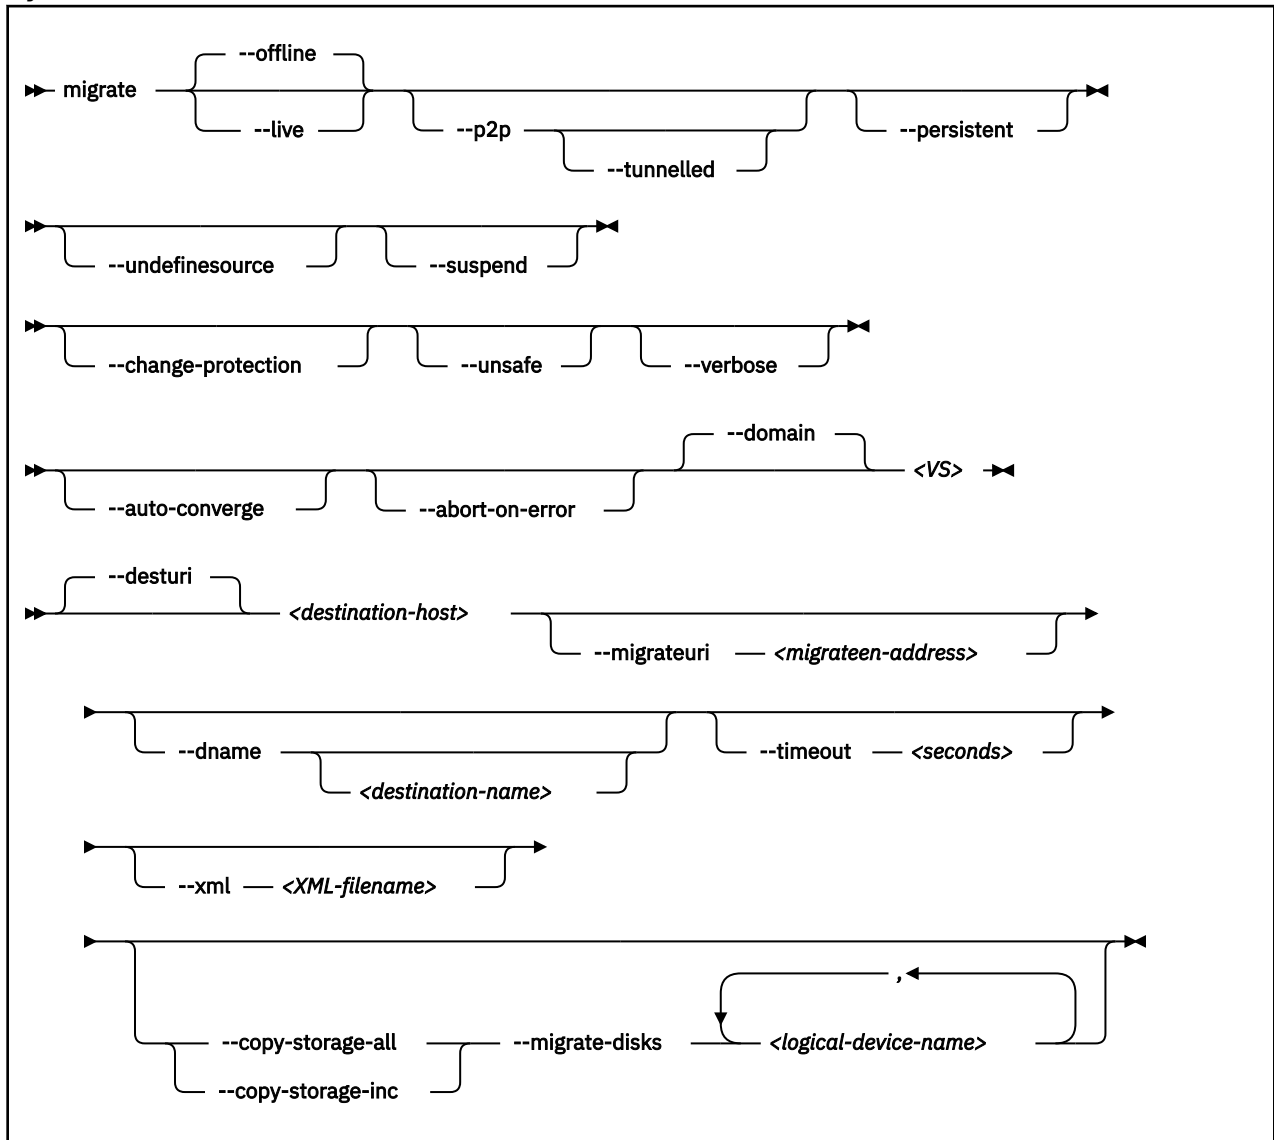 --offline
migrate
--live
--p2p
--persistent
--tunnelled
--undefinesource
--suspend
--change-protection
--unsafe
--verbose
--domain
<VS>
--auto-converge
--abort-on-error
--desturi
<destination-host>
--migrateuri <migrateen-address>
--dname
--timeout <seconds>
<destination-name>
--xml <XML-filename>
,
--copy-storage-all --migrate-disks <logical-device-name>
--copy-storage-inc